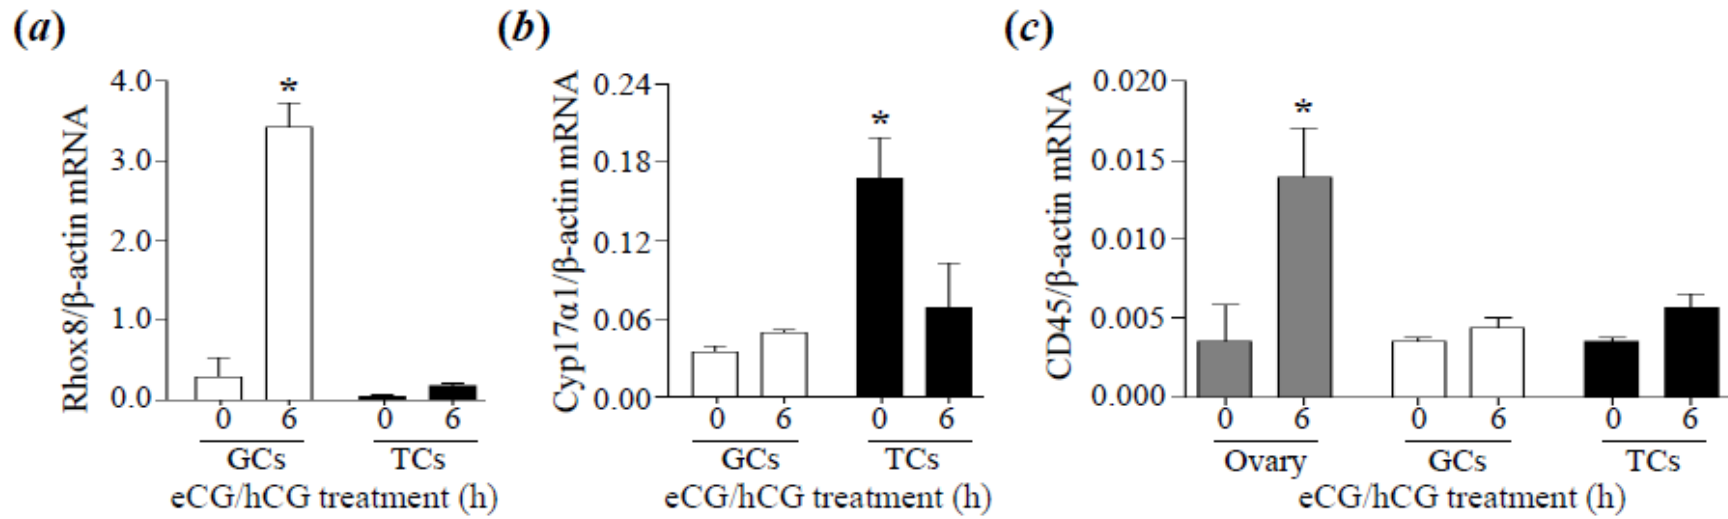 (a)
Rhox8/β-actin mRNA
4.0
3.0
2.0
1.0
0.0
*
0 6 0 6
GCs TCs
eCG/hCG treatment (h)
(b)
Cyp17α1/β-actin mRNA
0.24
0.18
0.12
0.06
0.00
*
0 6 0 6
GCs TCs
eCG/hCG treatment (h)
(c)
CD45/β-actin mRNA
0.020
0.015
0.010
0.005
0.000
*
0 6 0 6 0 6
Ovary GCs TCs
eCG/hCG treatment (h)